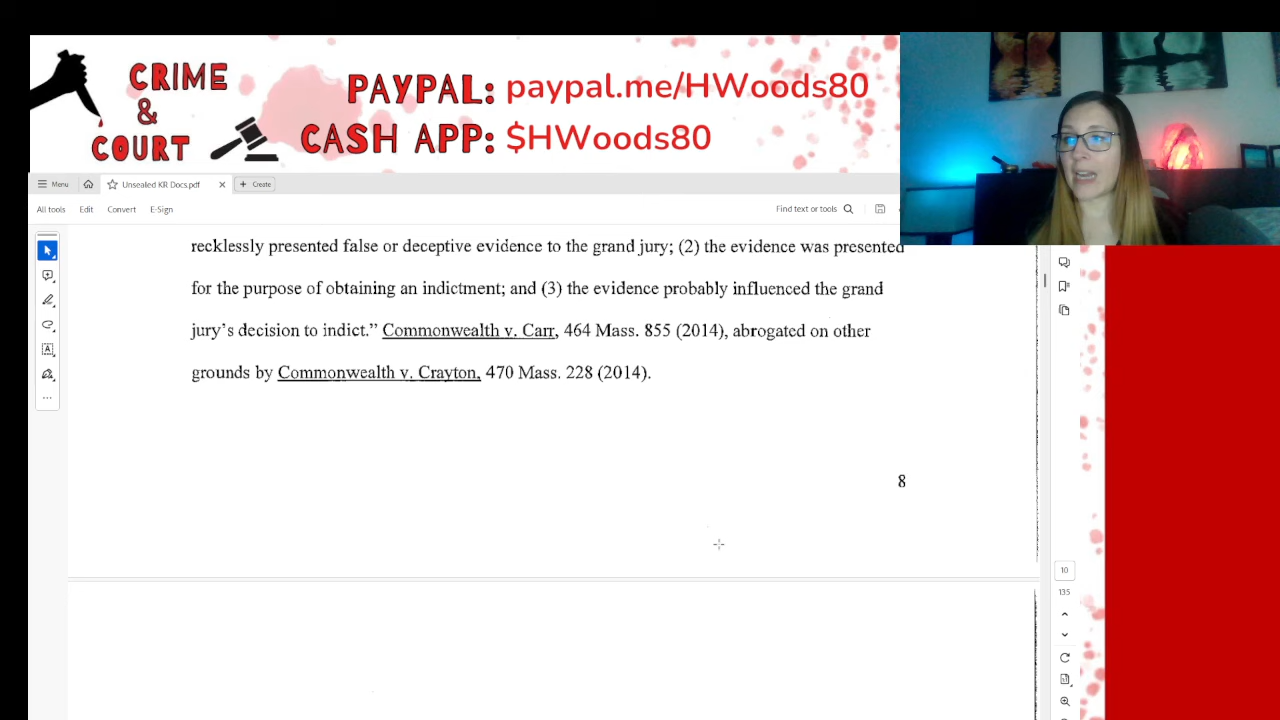 CRIME
&
COURT
PAYPAL: paypal.me/HWoods80
CASH APP: $HWoods80
Menu
Unsealed KR Docs.pdf
Create
All tools Edit Convert E-Sign
Find text or tools
recklessly presented false or deceptive evidence to the grand jury; (2) the evidence was presented
for the purpose of obtaining an indictment; and (3) the evidence probably influenced the grand
jury's decision to indict.” Commonwealth v. Carr, 464 Mass. 855 (2014), abrogated on other
grounds by Commonwealth v. Crayton, 470 Mass. 228 (2014).
8
10
135